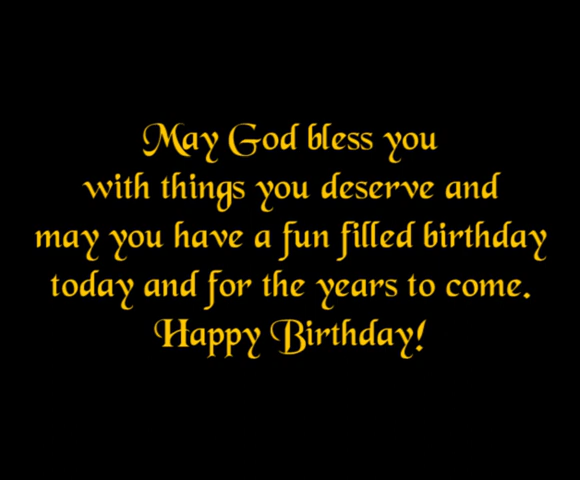 May God bless you
with things you deserve and
may you have a fun filled birthday
today and for the years to come.
Happy Birthday!